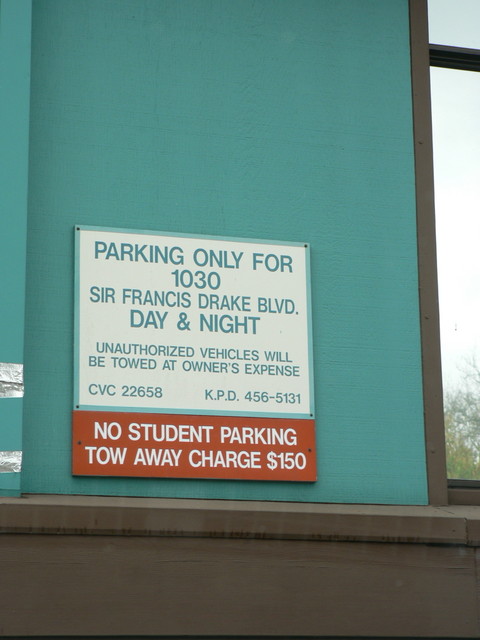 PARKING ONLY FOR
1030
SIR FRANCIS DRAKE BLVD.
DAY & NIGHT
UNAUTHORIZED VEHICLES WILL
BE TOWED AT OWNER'S EXPENSE
CVC 22658 K.P.D. 456-5131
NO STUDENT PARKING
TOW AWAY CHARGE $150